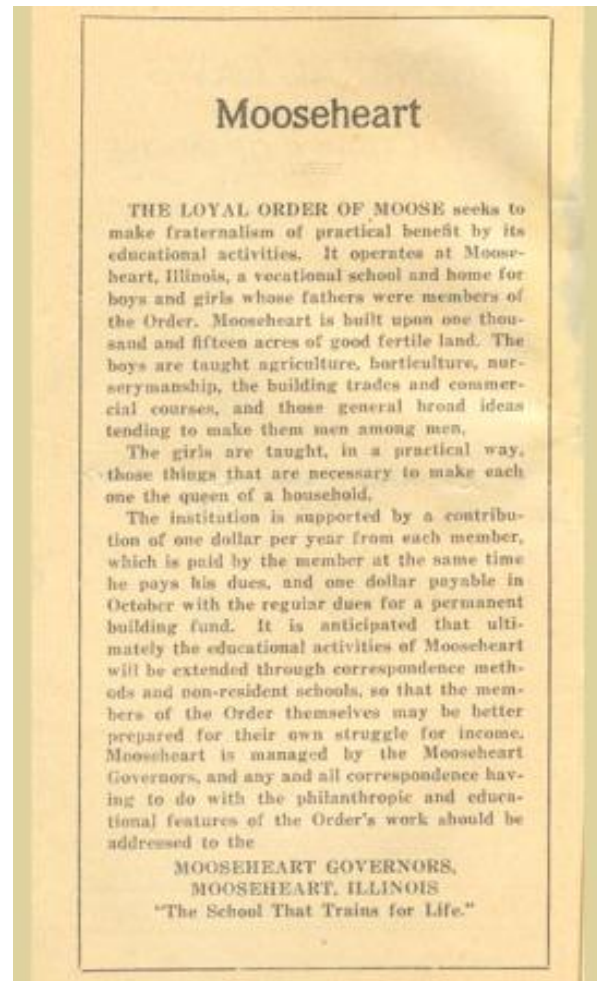 Mooseheart
THE LOYAL ORDER OF MOOSE seeks to
make fraternalism of practical benefit by its
educational activities. It operates at Moose-
heart, Illinois, a vocational school and home for
boys and girls whose fathers were members of
the Order. Mooseheart is built upon one thou-
sand and fifteen acres of good fertile land. The
boys are taught agriculture, horticulture, nur-
serymanship, the building trades and commer-
cial courses, and those general broad ideas
tending to make them men among men.
The girls are taught, in a practical way,
those things that are necessary to make each
one the queen of a household.
The institution is supported by a contribu-
tion of one dollar per year from each member,
which is paid by the member at the same time
he pays his dues, and one dollar payable in
October with the regular dues for a permanent
building fund. It is anticipated that ulti-
mately the educational activities of Mooseheart
will be extended through correspondence meth-
ods and non-resident schools, so that the mem-
bers of the Order themselves may be better
prepared for their own struggle for income.
Mooseheart is managed by the Mooseheart
Governors, and any and all correspondence hav-
ing to do with the philanthropic and educa-
tional features of the Order's work should be
addressed to the
MOOSEHEART GOVERNORS,
MOOSEHEART, ILLINOIS
"The School That Trains for Life."